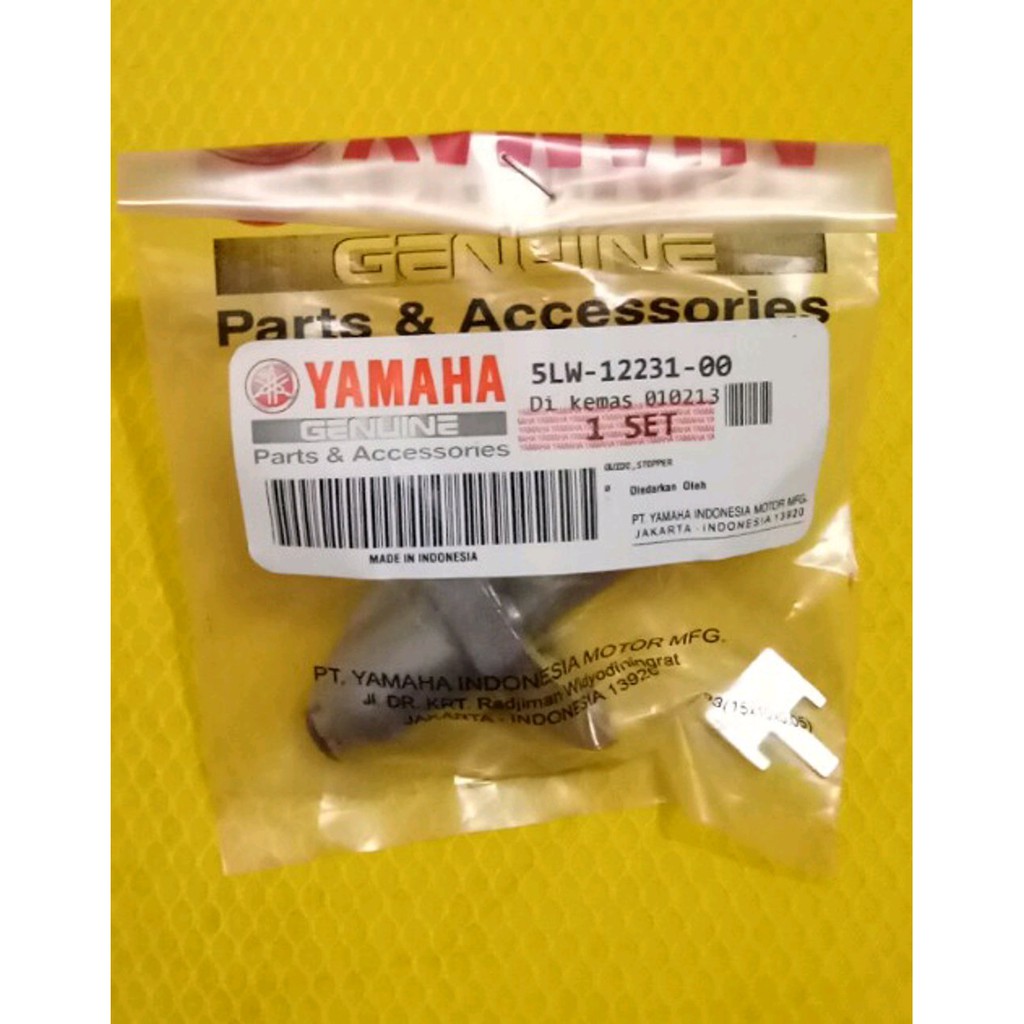 YAMAHA
GENUINE
Parts & Accessories
YAMAHA
GENUINE
Parts & Accessories
5LW-12231-00
Di kemas 010213
1 SET
GUIDE, STOPPER
Diedarkan Oleh
PT. YAMAHA INDONESIA MOTOR MFG.
JAKARTA - INDONESIA 13920
MADE IN INDONESIA
PT. YAMAHA INDONESIA MOTOR MFG.
Jl. DR. KRT. Radjiman Widyodiningrat
JAKARTA - INDONESIA 13920